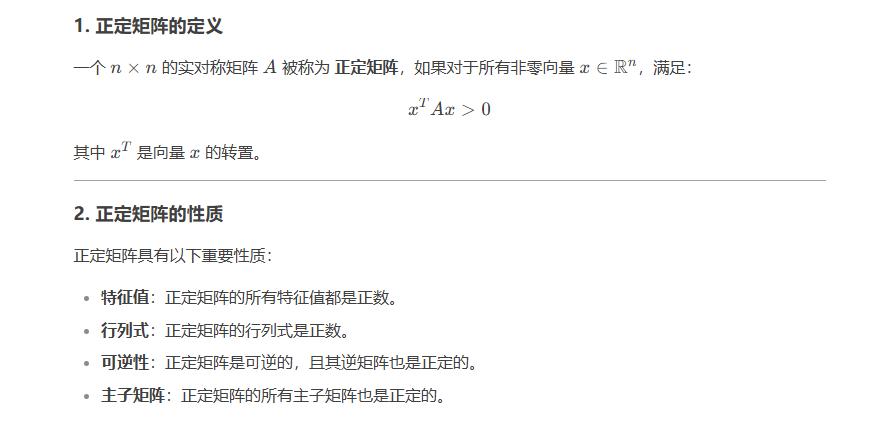 1. 正定矩阵的定义
一个 n × n 的实对称矩阵 A 被称为 正定矩阵，如果对于所有非零向量 x ∈ ℝⁿ，满足：
xᵀAx > 0
其中 xᵀ 是向量 x 的转置。
2. 正定矩阵的性质
正定矩阵具有以下重要性质：
• 特征值：正定矩阵的所有特征值都是正数。
• 行列式：正定矩阵的行列式是正数。
• 可逆性：正定矩阵是可逆的，且其逆矩阵也是正定的。
• 主子矩阵：正定矩阵的所有主子矩阵也是正定的。